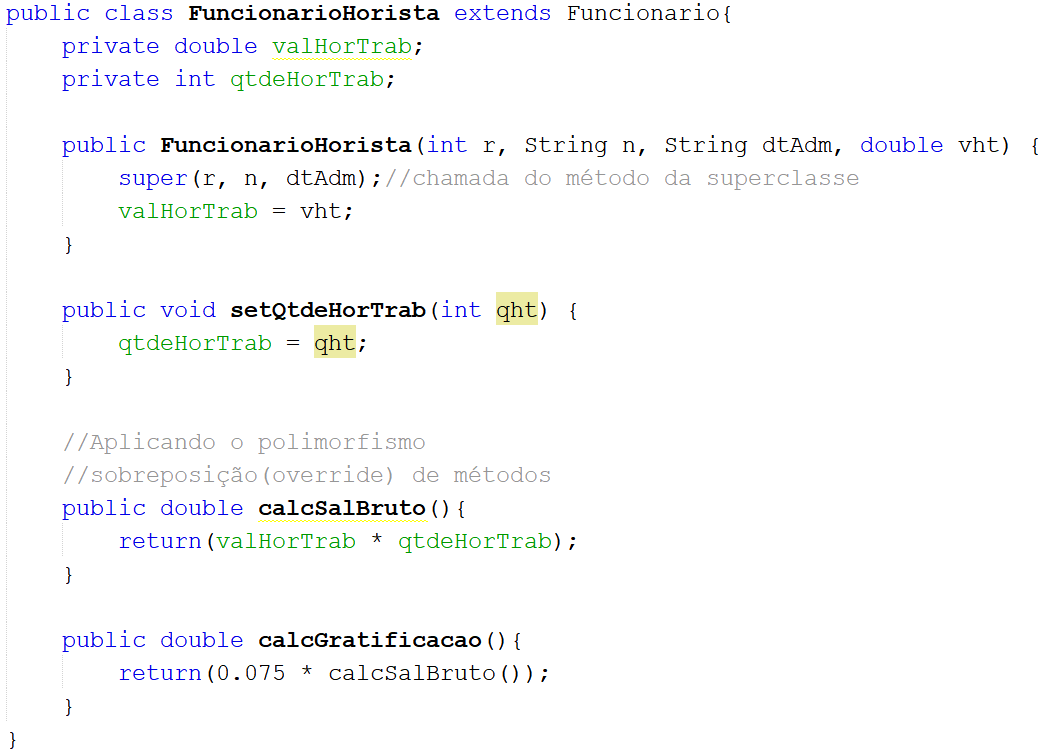 public class FuncionarioHorista extends Funcionario{
    private double valHorTrab;
    private int qtdeHorTrab;

    public FuncionarioHorista(int r, String n, String dtAdm, double vht) {
        super(r, n, dtAdm);//chamada do método da superclasse
        valHorTrab = vht;
    }

    public void setQtdeHorTrab(int qht) {
        qtdeHorTrab = qht;
    }

    //Aplicando o polimorfismo
    //sobreposição(override) de métodos
    public double calcSalBruto(){
        return(valHorTrab * qtdeHorTrab);
    }

    public double calcGratificacao(){
        return(0.075 * calcSalBruto());
    }
}